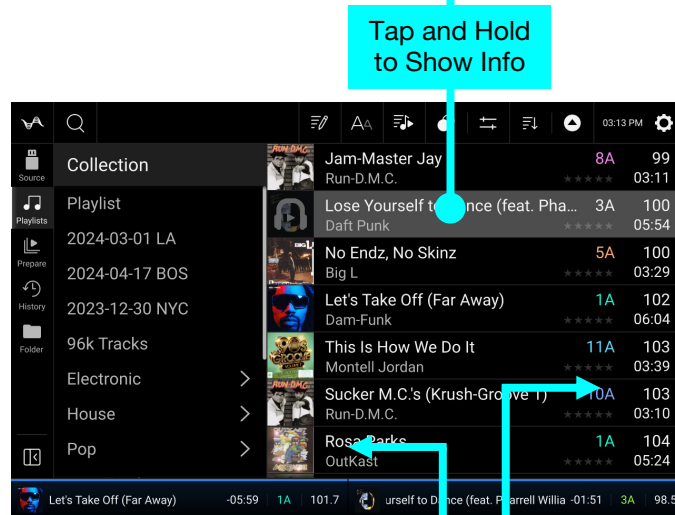 Tap and Hold
to Show Info
AA
03:13 PM
Source
Playlists
Prepare
History
Folder
Collection
Playlist
2024-03-01 LA
2024-04-17 BOS
2023-12-30 NYC
96k Tracks
Electronic
House
Pop
RUN-DMC
Jam-Master Jay
8A
99
Run-D.M.C.
03:11
Lose Yourself to Dance (feat. Pha...
3A
100
Daft Punk
05:54
BIG L
No Endz, No Skinz
5A
100
Big L
03:29
Let's Take Off (Far Away)
1A
102
Dam-Funk
06:04
This Is How We Do It
11A
103
Montell Jordan
03:39
RUN-DMC
Sucker M.C.'s (Krush-Groove 1)
10A
103
Run-D.M.C.
03:10
Rosa Parks
1A
104
OutKast
05:24
Let's Take Off (Far Away)
-05:59
1A
101.7
urself to Dance (feat. Pharrell Willia
-01:51
3A
98.5